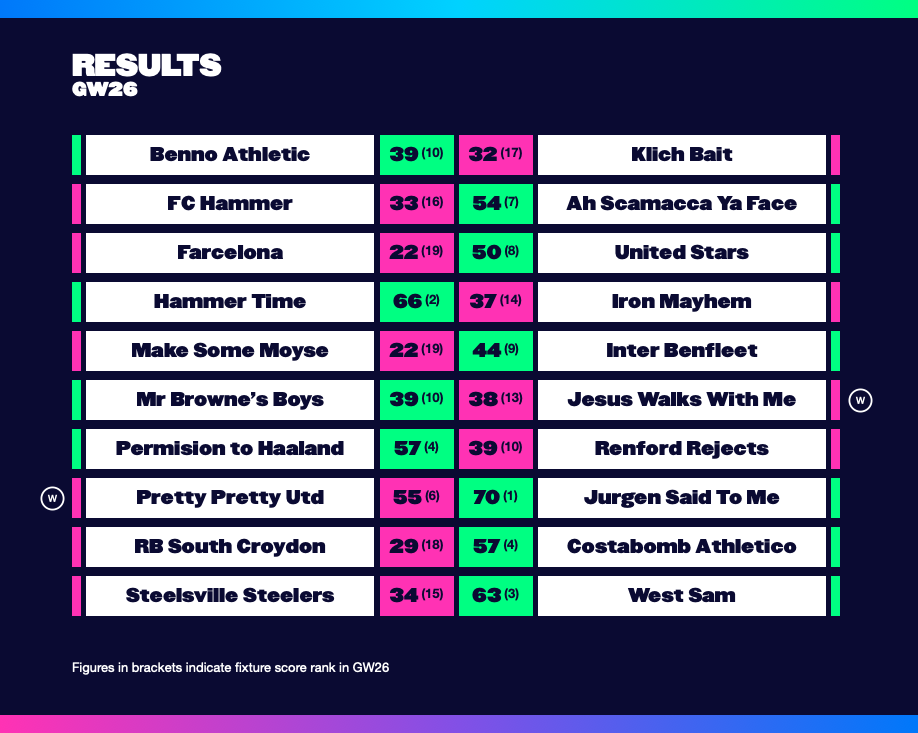 RESULTS
GW26
Benno Athletic 39 (10) 32 (17) Klich Bait
FC Hammer 33 (16) 54 (7) Ah Scamacca Ya Face
Farcelona 22 (19) 50 (8) United Stars
Hammer Time 66 (2) 37 (14) Iron Mayhem
Make Some Moyse 22 (19) 44 (9) Inter Benfleet
Mr Browne’s Boys 39 (10) 38 (13) Jesus Walks With Me W
Permision to Haaland 57 (4) 39 (10) Renford Rejects
W Pretty Pretty Utd 55 (6) 70 (1) Jurgen Said To Me
RB South Croydon 29 (18) 57 (4) Costabomb Athletico
Steelsville Steelers 34 (15) 63 (3) West Sam
Figures in brackets indicate fixture score rank in GW26